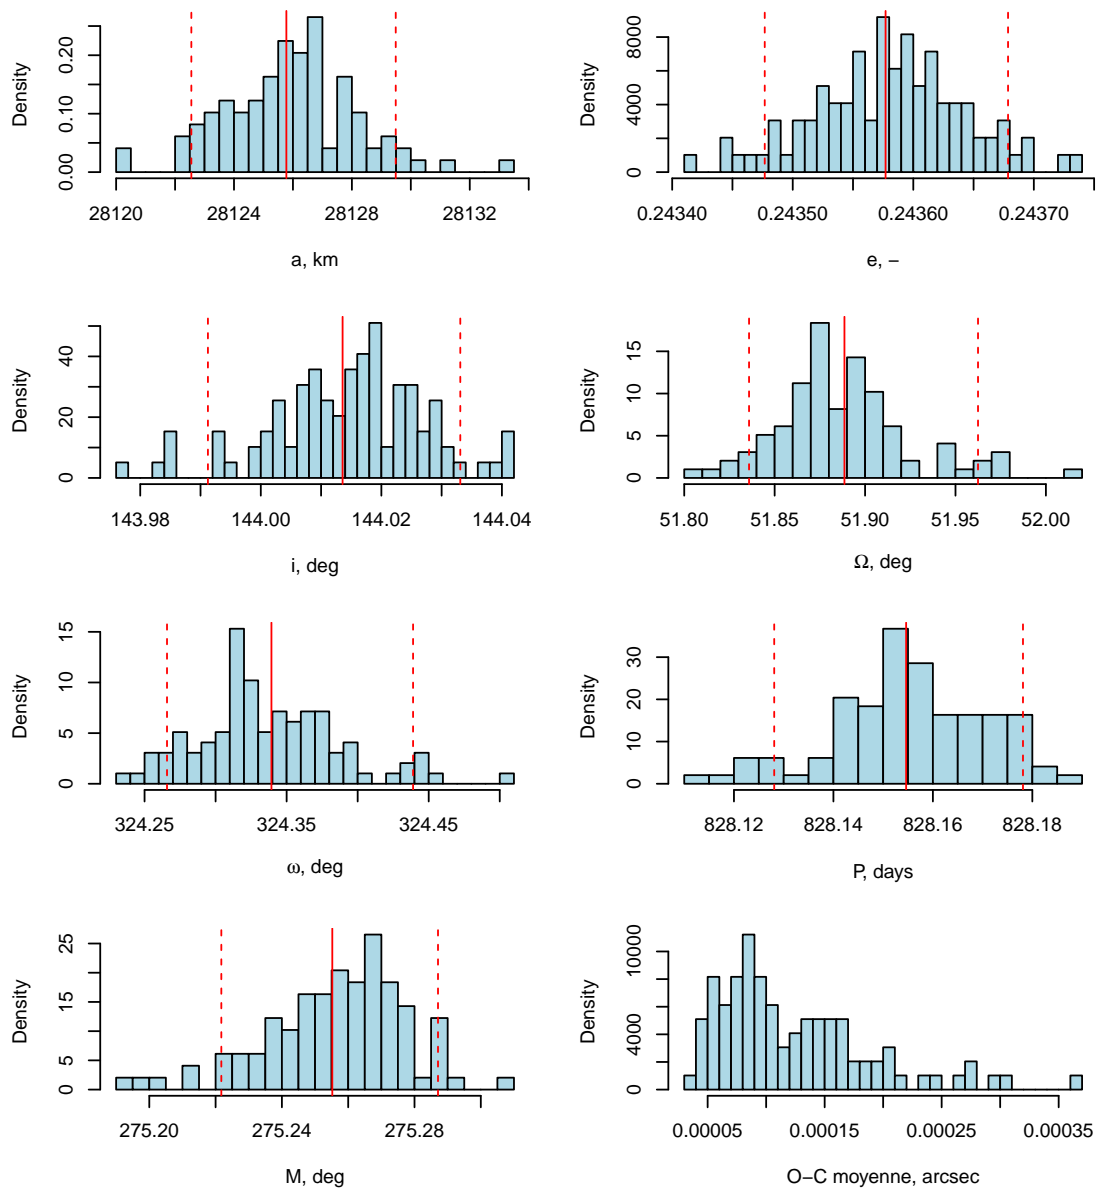 Density
0.00 0.10 0.20
28120 28124 28128 28132
a, km
Density
0 4000 8000
0.24340 0.24350 0.24360 0.24370
e, −
Density
0 20 40
143.98 144.00 144.02 144.04
i, deg
Density
0 5 10 15
51.80 51.85 51.90 51.95 52.00
Ω, deg
Density
0 5 10 15
324.25 324.35 324.45
ω, deg
Density
0 10 20 30
828.12 828.14 828.16 828.18
P, days
Density
0 5 15 25
275.20 275.24 275.28
M, deg
Density
0 4000 10000
0.00005 0.00015 0.00025 0.00035
O−C moyenne, arcsec